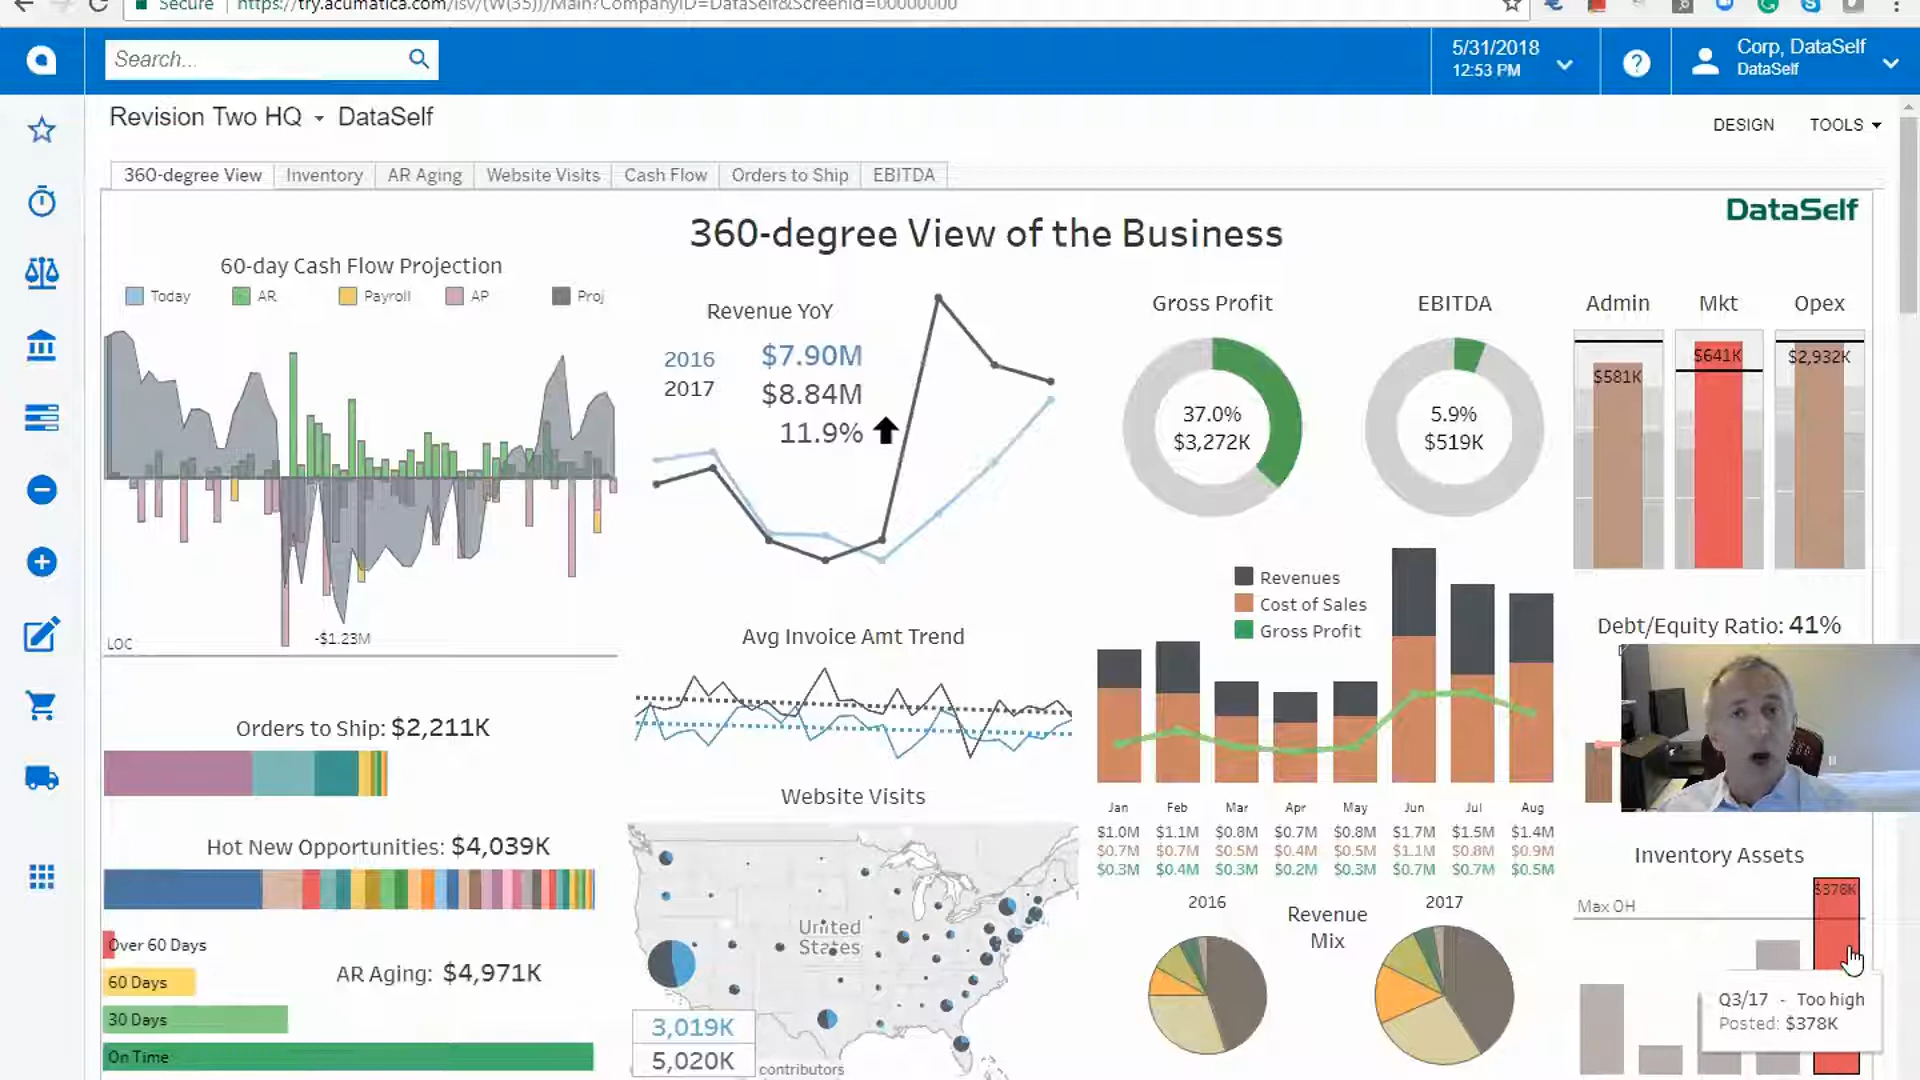 Secure
https://try.acumatica.com/isv/(W(35))/Main?CompanyID=DataSelf&ScreenId=00000000
Search...
5/31/2018
12:53 PM
?
Corp, DataSelf
DataSelf
Revision Two HQ
DataSelf
DESIGN
TOOLS
360-degree View
Inventory
AR Aging
Website Visits
Cash Flow
Orders to Ship
EBITDA
DataSelf
360-degree View of the Business
60-day Cash Flow Projection
Today
AR
Payroll
AP
Proj
LOC
-$1.23M
Revenue YoY
2016 $7.90M
2017 $8.84M
11.9%
Gross Profit
37.0%
$3,272K
EBITDA
5.9%
$519K
Admin
Mkt
Opex
$581K
$641K
$2,932K
Debt/Equity Ratio: 41%
Avg Invoice Amt Trend
Revenues
Cost of Sales
Gross Profit
Jan Feb Mar Apr May Jun Jul Aug
$1.0M $1.1M $0.8M $0.7M $0.8M $1.7M $1.5M $1.4M
$0.7M $0.7M $0.5M $0.4M $0.5M $1.1M $0.8M $0.9M
$0.3M $0.4M $0.3M $0.2M $0.3M $0.7M $0.7M $0.5M
Orders to Ship: $2,211K
Hot New Opportunities: $4,039K
Over 60 Days
60 Days
30 Days
On Time
AR Aging: $4,971K
Website Visits
United
States
3,019K
5,020K
contributors
2016
Revenue
Mix
2017
Inventory Assets
Max OH
$378K
Q3/17 - Too high
Posted: $378K